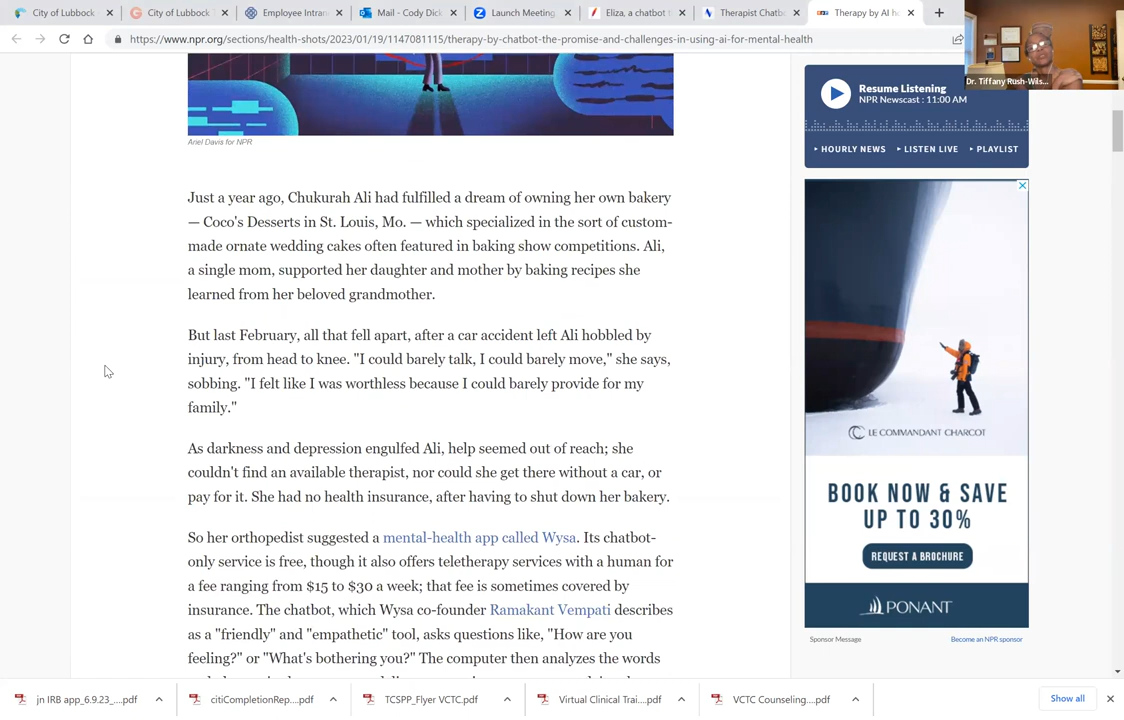 City of Lubbock
City of Lubbock
Employee Intran
Mail - Cody Dick
Launch Meeting
Eliza, a chatbot
Therapist Chatb
Therapy by AI h
https://www.npr.org/sections/health-shots/2023/01/19/1147081115/therapy-by-chatbot-the-promise-and-challenges-in-using-ai-for-mental-health
Dr. Tiffany Rush-Wils...
Ariel Davis for NPR
Just a year ago, Chukurah Ali had fulfilled a dream of owning her own bakery
— Coco's Desserts in St. Louis, Mo. — which specialized in the sort of custom-
made ornate wedding cakes often featured in baking show competitions. Ali,
a single mom, supported her daughter and mother by baking recipes she
learned from her beloved grandmother.
But last February, all that fell apart, after a car accident left Ali hobbled by
injury, from head to knee. "I could barely talk, I could barely move," she says,
sobbing. "I felt like I was worthless because I could barely provide for my
family."
As darkness and depression engulfed Ali, help seemed out of reach; she
couldn't find an available therapist, nor could she get there without a car, or
pay for it. She had no health insurance, after having to shut down her bakery.
So her orthopedist suggested a mental-health app called Wysa. Its chatbot-
only service is free, though it also offers teletherapy services with a human for
a fee ranging from $15 to $30 a week; that fee is sometimes covered by
insurance. The chatbot, which Wysa co-founder Ramakant Vempati describes
as a "friendly" and "empathetic" tool, asks questions like, "How are you
feeling?" or "What's bothering you?" The computer then analyzes the words
Resume Listening
NPR Newscast : 11:00 AM
HOURLY NEWS LISTEN LIVE PLAYLIST
LE COMMANDANT CHARCOT
BOOK NOW & SAVE
UP TO 30%
REQUEST A BROCHURE
PONANT
Sponsor Message Become an NPR sponsor
jn IRB app_6.9.23_....pdf
citiCompletionRep....pdf
TCSPP_Flyer VCTC.pdf
Virtual Clinical Trai....pdf
VCTC Counseling....pdf
Show all